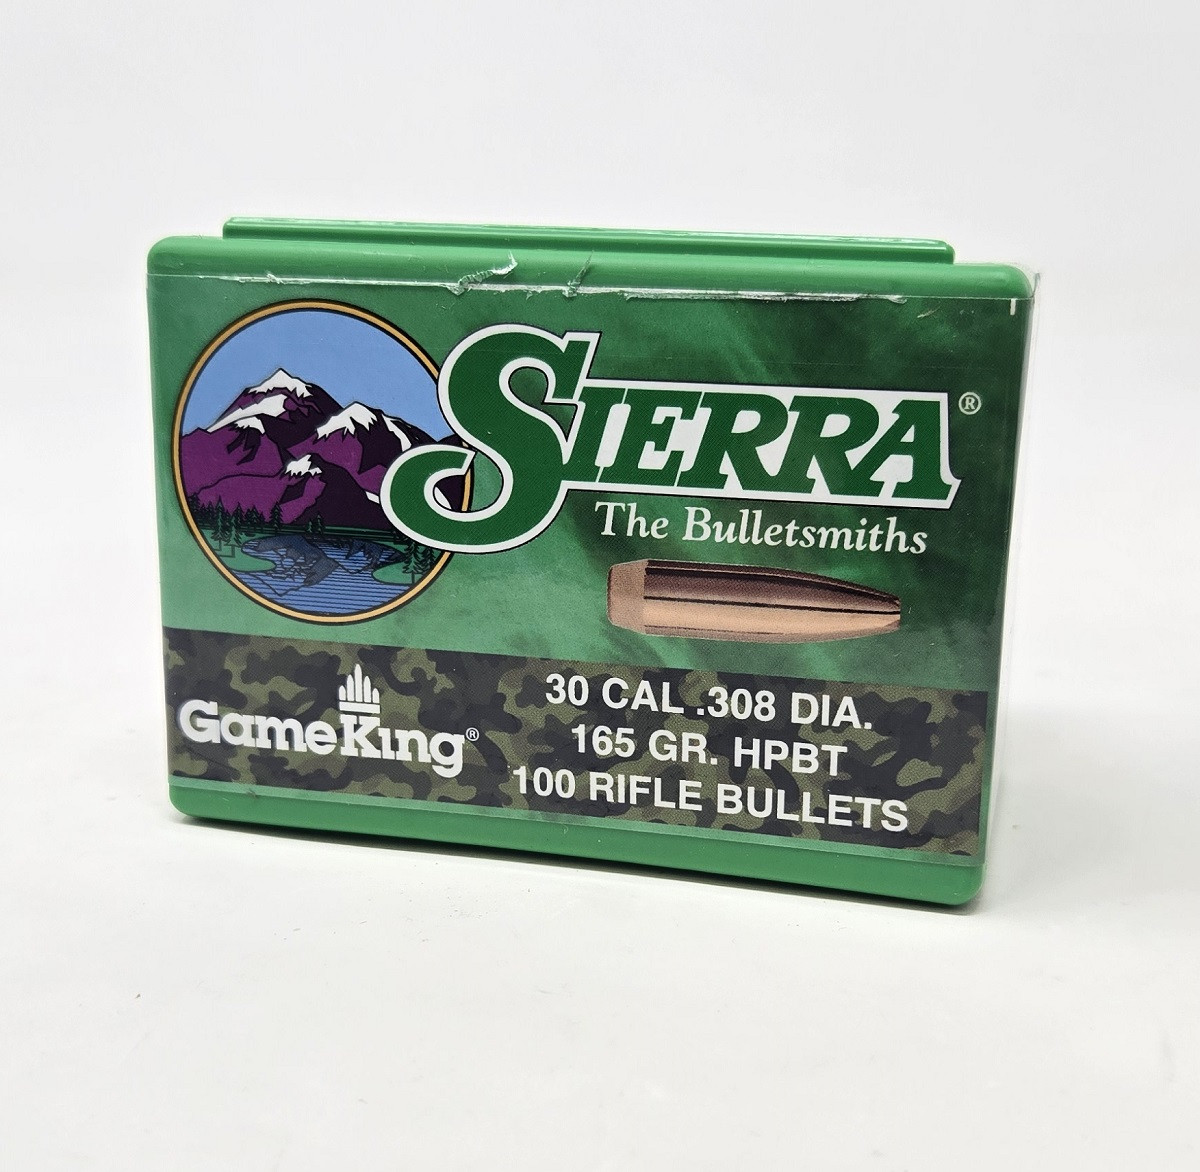 SIERRA®
The Bulletsmiths
GameKing®
30 CAL .308 DIA.
165 GR. HPBT
100 RIFLE BULLETS